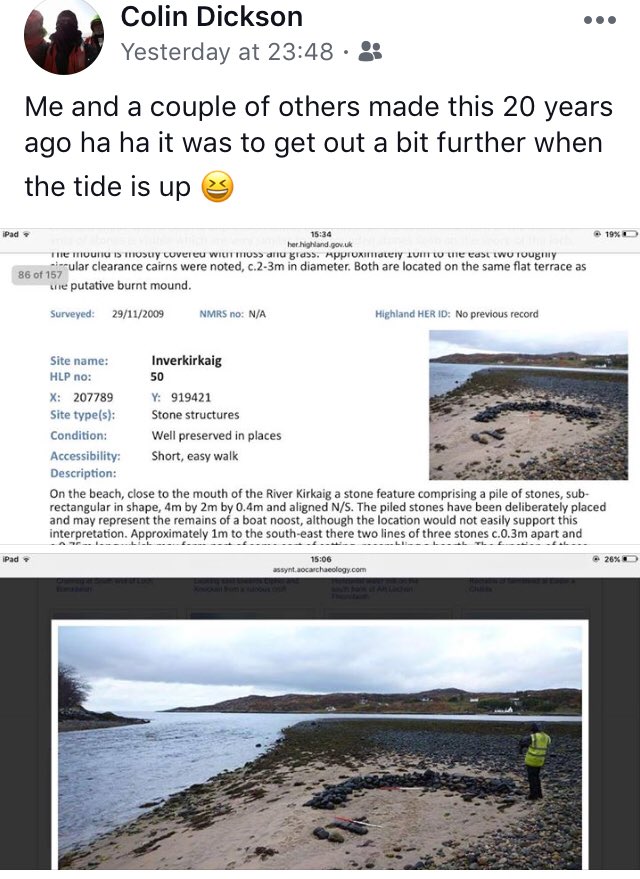 Colin Dickson
Yesterday at 23:48 ·
Me and a couple of others made this 20 years
ago ha ha it was to get out a bit further when
the tide is up 😆
iPad 15:34 19%
her.highland.gov.uk
The mound is mostly covered with moss and grass. Approximately 10m to the east two roughly
circular clearance cairns were noted, c.2-3m in diameter. Both are located on the same flat terrace as
86 of 157
the putative burnt mound.
Surveyed: 29/11/2009 NMRS no: N/A Highland HER ID: No previous record
Site name: Inverkirkaig
HLP no: 50
X: 207789 Y: 919421
Site type(s): Stone structures
Condition: Well preserved in places
Accessibility: Short, easy walk
Description:
On the beach, close to the mouth of the River Kirkaig a stone feature comprising a pile of stones, sub-
rectangular in shape, 4m by 2m by 0.4m and aligned N/S. The piled stones have been deliberately placed
and may represent the remains of a boat noost, although the location would not easily support this
interpretation. Approximately 1m to the south-east there two lines of three stones c.0.3m apart and
iPad 15:06 26%
assynt.aocarchaeology.com